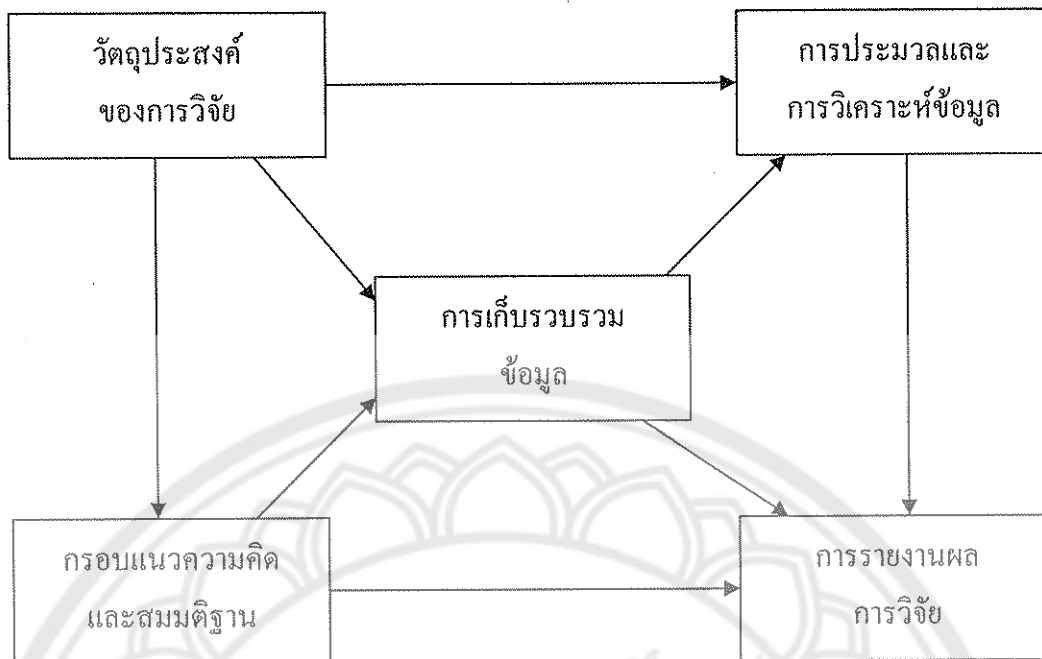 วัตถุประสงค์
ของการวิจัย
การประมวลและ
การวิเคราะห์ข้อมูล
การเก็บรวบรวม
ข้อมูล
กรอบแนวความคิด
และสมมติฐาน
การรายงานผล
การวิจัย